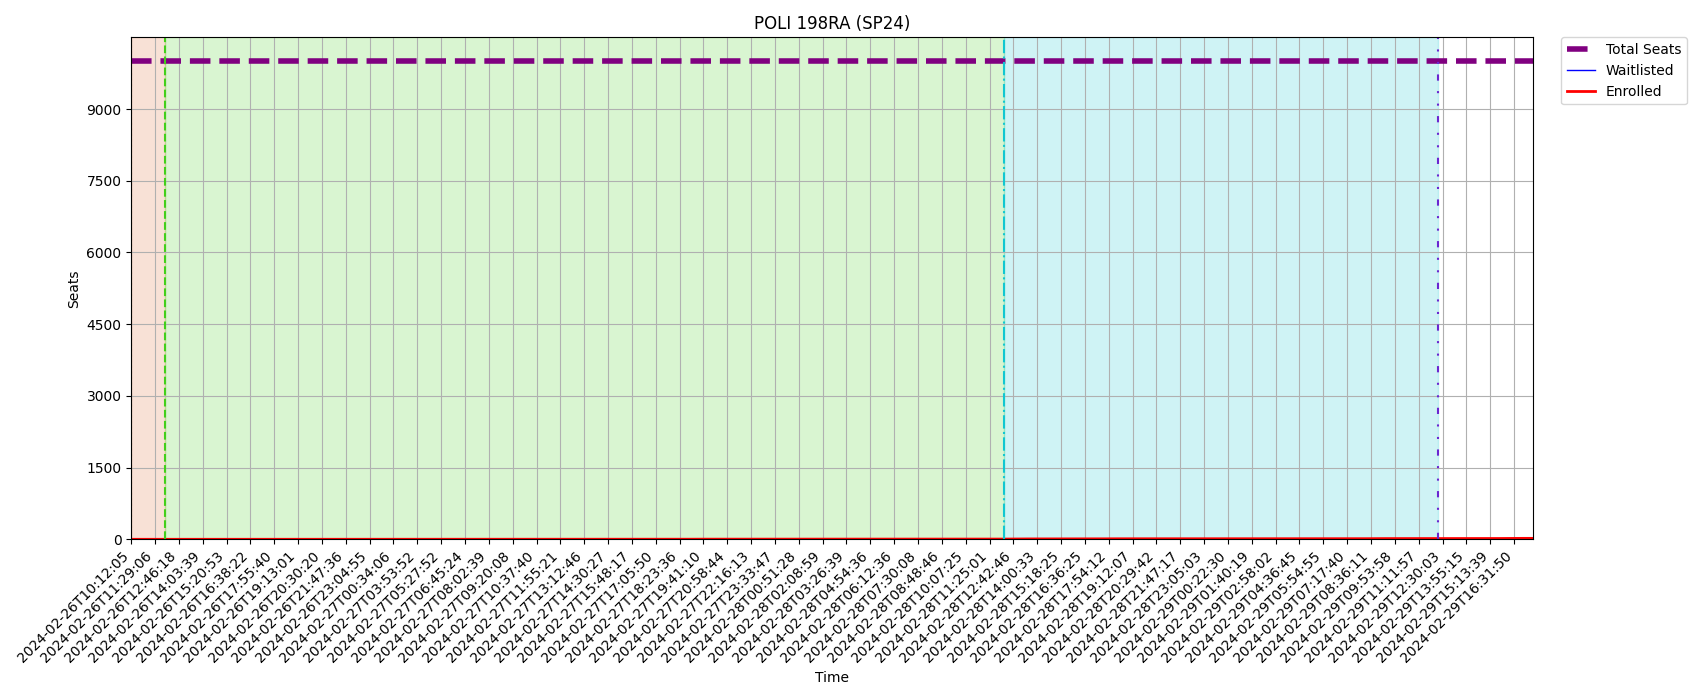 POLI 198RA (SP24)
Total Seats
Waitlisted
Enrolled
Seats
9000
7500
6000
4500
3000
1500
0
2024-02-26T10:12:05
2024-02-26T11:29:06
2024-02-26T12:46:18
2024-02-26T14:03:39
2024-02-26T15:20:53
2024-02-26T16:38:22
2024-02-26T17:55:40
2024-02-26T19:13:01
2024-02-26T20:30:20
2024-02-26T21:47:36
2024-02-26T23:04:55
2024-02-27T00:34:06
2024-02-27T03:53:52
2024-02-27T05:27:52
2024-02-27T06:45:24
2024-02-27T08:02:39
2024-02-27T09:20:08
2024-02-27T10:37:40
2024-02-27T11:55:21
2024-02-27T13:12:46
2024-02-27T14:30:27
2024-02-27T15:48:17
2024-02-27T17:05:50
2024-02-27T18:23:36
2024-02-27T19:41:10
2024-02-27T20:58:44
2024-02-27T22:16:13
2024-02-27T23:33:47
2024-02-28T00:51:28
2024-02-28T02:08:59
2024-02-28T03:26:39
2024-02-28T04:54:36
2024-02-28T06:12:36
2024-02-28T07:30:08
2024-02-28T08:48:46
2024-02-28T10:07:25
2024-02-28T11:25:01
2024-02-28T12:42:46
2024-02-28T14:00:33
2024-02-28T15:18:25
2024-02-28T16:36:25
2024-02-28T17:54:12
2024-02-28T19:12:07
2024-02-28T20:29:42
2024-02-28T21:47:17
2024-02-28T23:05:03
2024-02-29T00:22:30
2024-02-29T01:40:19
2024-02-29T02:58:02
2024-02-29T04:36:45
2024-02-29T05:54:55
2024-02-29T07:17:40
2024-02-29T08:36:11
2024-02-29T09:53:58
2024-02-29T11:11:57
2024-02-29T12:30:03
2024-02-29T13:55:15
2024-02-29T15:13:39
2024-02-29T16:31:50
Time